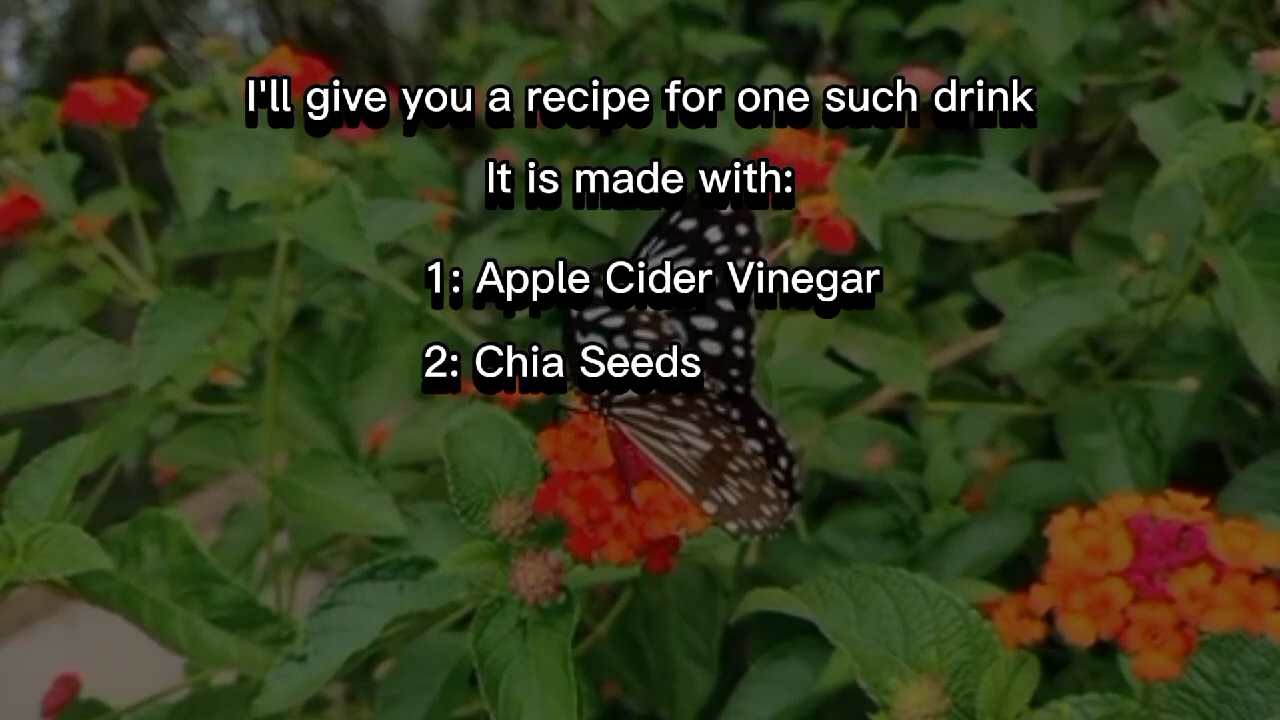 I'll give you a recipe for one such drink
It is made with:
1: Apple Cider Vinegar
2: Chia Seeds